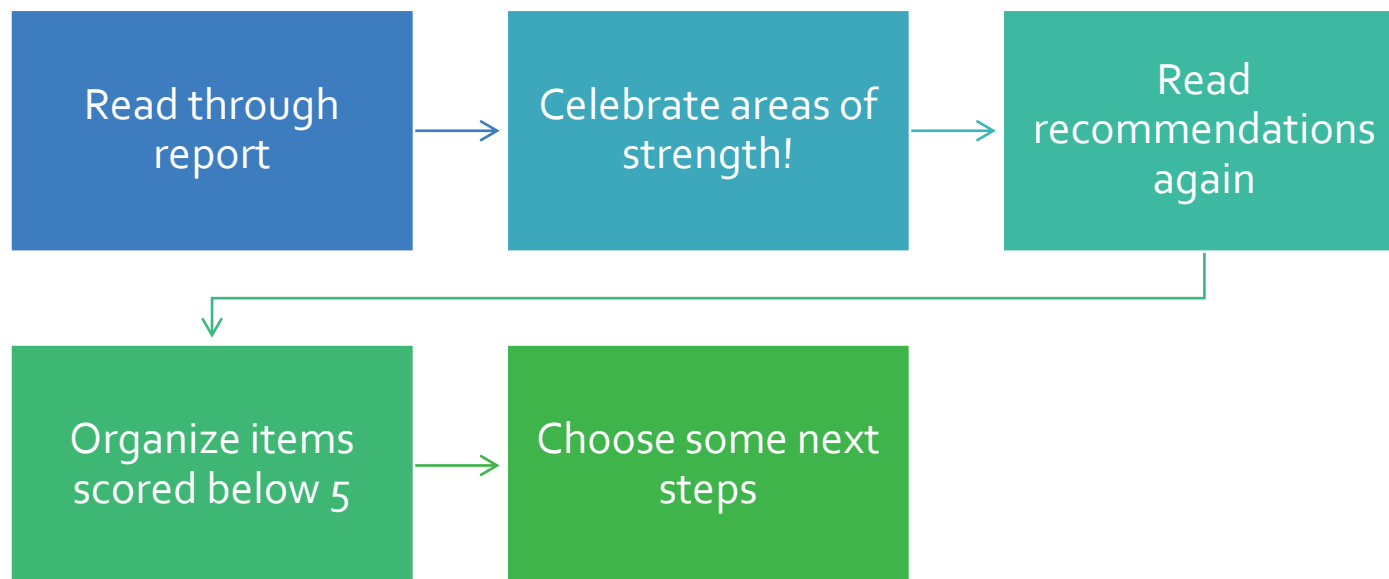 Read through
report
Celebrate areas of
strength!
Read
recommendations
again
Organize items
scored below 5
Choose some next
steps